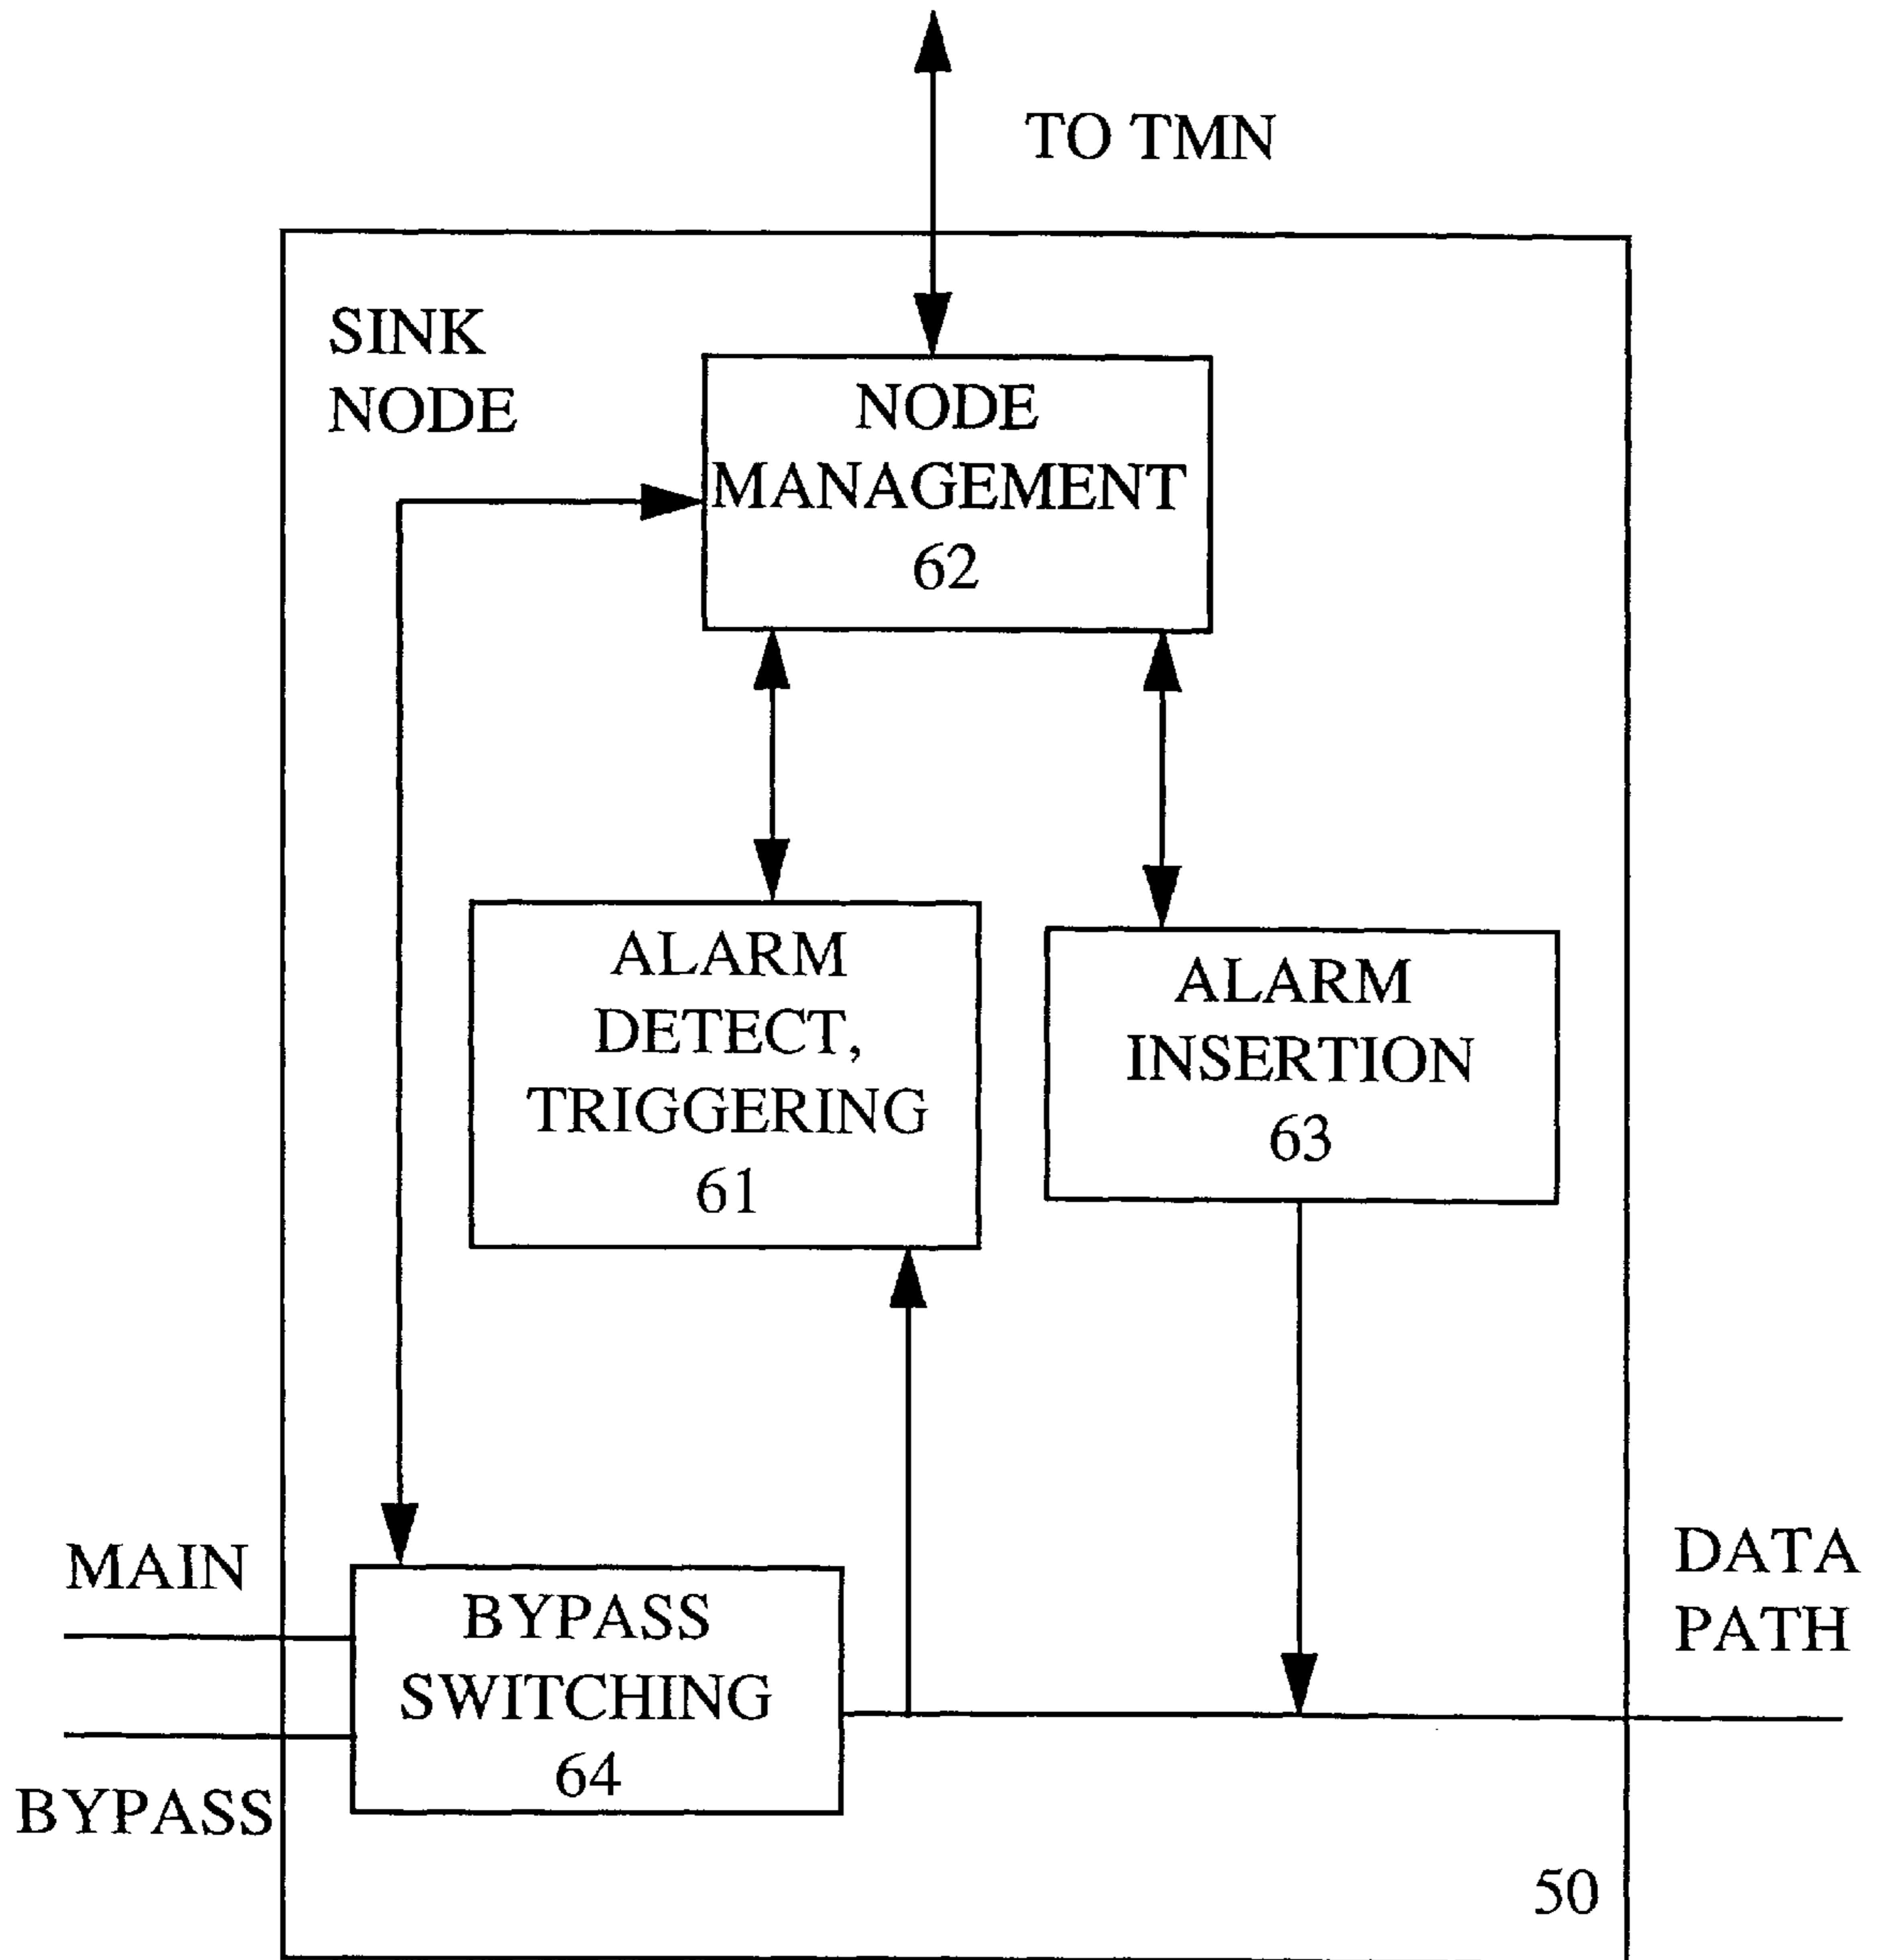 TO TMN
SINK
NODE
NODE
MANAGEMENT
62
ALARM
DETECT,
TRIGGERING
61
ALARM
INSERTION
63
MAIN
BYPASS
SWITCHING
64
BYPASS
DATA
PATH
50